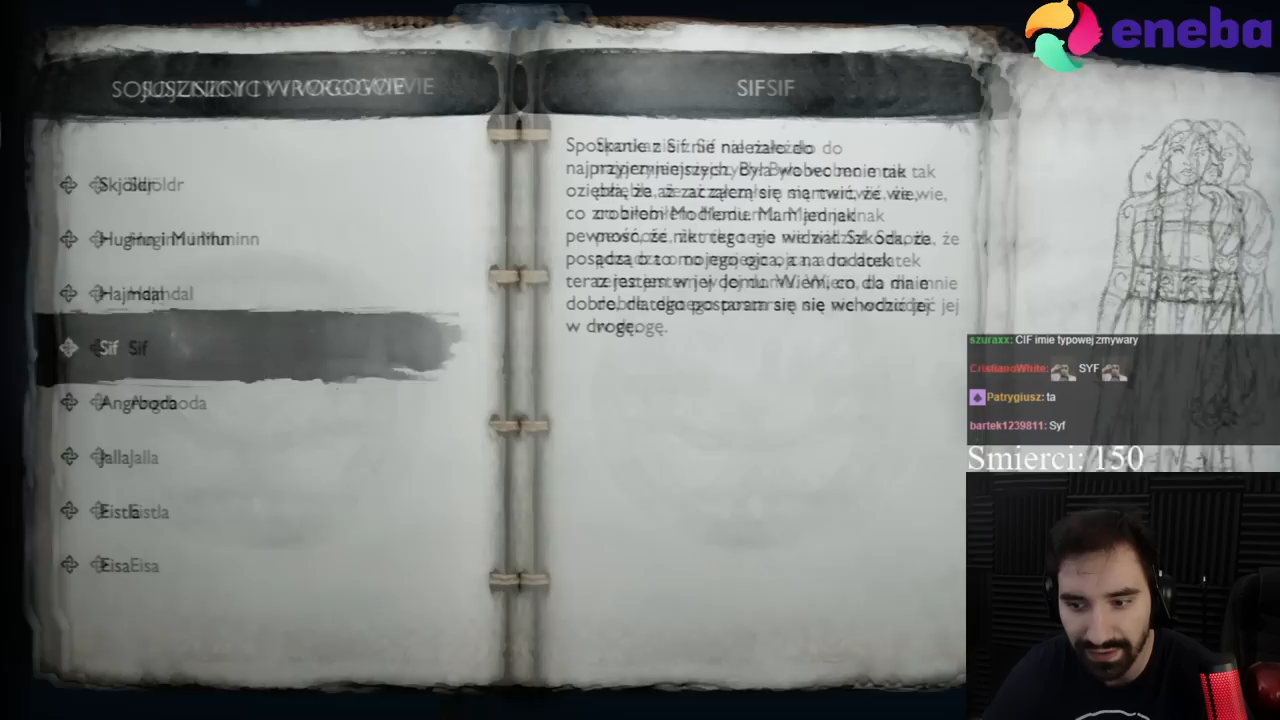 eneba
SOJUSZNICY I WROGOWIE
SIF
Skjöldr
Huginn i Muninn
Hajmdal
Sif
Angrboda
Jalla
Eistla
Eisa
Spotkanie z Sif nie należało do
najprzyjemniejszych. Była wobec mnie tak
oziębła, że aż zacząłem się martwić, że wie,
co zrobiłem Modiemu. Mam jednak
pewność, że nikt tego nie widział. Szkoda, że
posądza o to mojego ojca, a na dodatek
teraz jestem w jej domu. Wiem, co dla mnie
dobre, dlatego postaram się nie wchodzić jej
w drogę.
szuraxx: CIF imie typowej zmywary
CristianoWhite: SYF
Patrygiusz: ta
bartek1239811: Syf
Smierci: 150